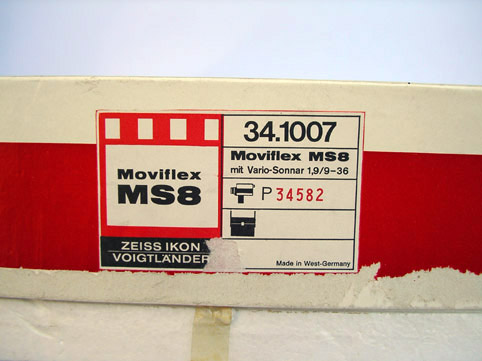 Moviflex
MS8
ZEISS IKON
VOIGTLÄNDER
34.1007
Moviflex MS8
mit Vario-Sonnar 1,9/9-36
P 34582
Made in West-Germany